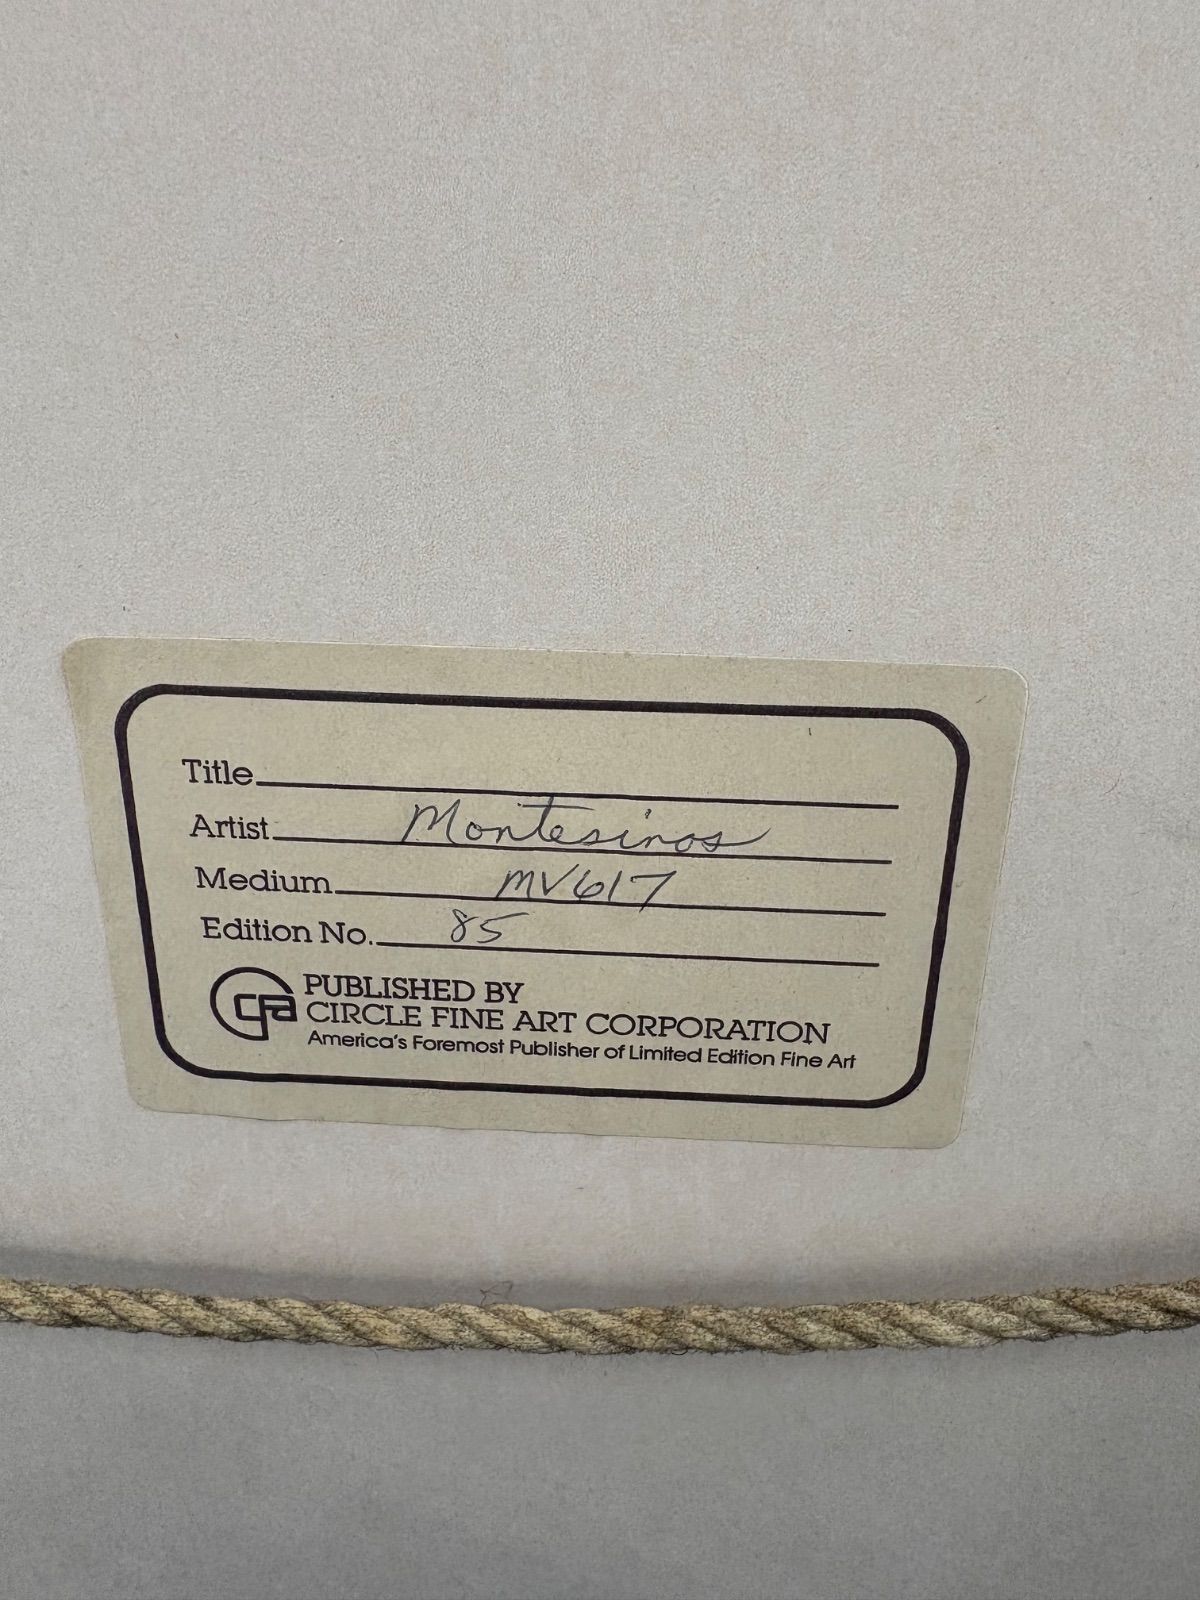 Title
Artist Montesinos
Medium MV617
Edition No. 85
cfa PUBLISHED BY
CIRCLE FINE ART CORPORATION
America's Foremost Publisher of Limited Edition Fine Art